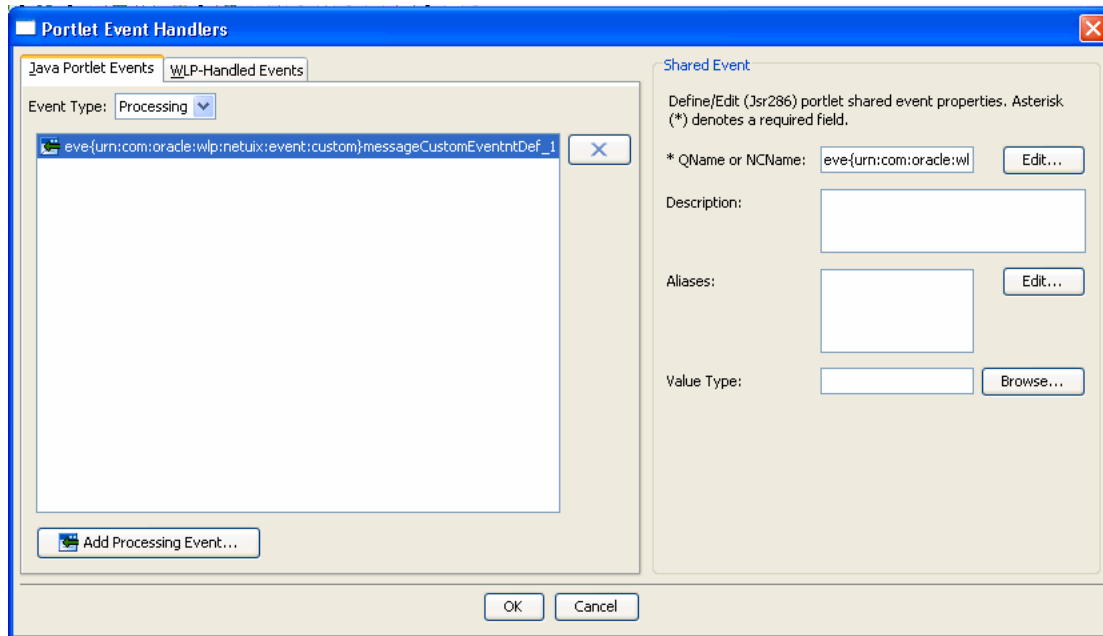 Portlet Event Handlers
Java Portlet Events
WLP-Handled Events
Event Type: Processing
eve{urn:com:oracle:wlp:netuix:event:custom}messageCustomEventntDef_1
Add Processing Event...
Shared Event
Define/Edit (Jsr286) portlet shared event properties. Asterisk
(*) denotes a required field.
* QName or NCName: eve{urn:com:oracle:wl Edit...
Description:
Aliases: Edit...
Value Type: Browse...
OK Cancel